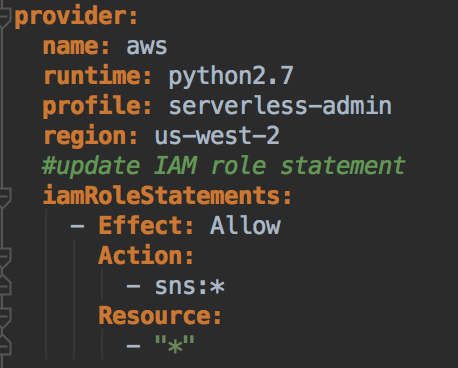 provider:
  name: aws
  runtime: python2.7
  profile: serverless-admin
  region: us-west-2
  #update IAM role statement
  iamRoleStatements:
    - Effect: Allow
      Action:
        - sns:*
      Resource:
        - "*"